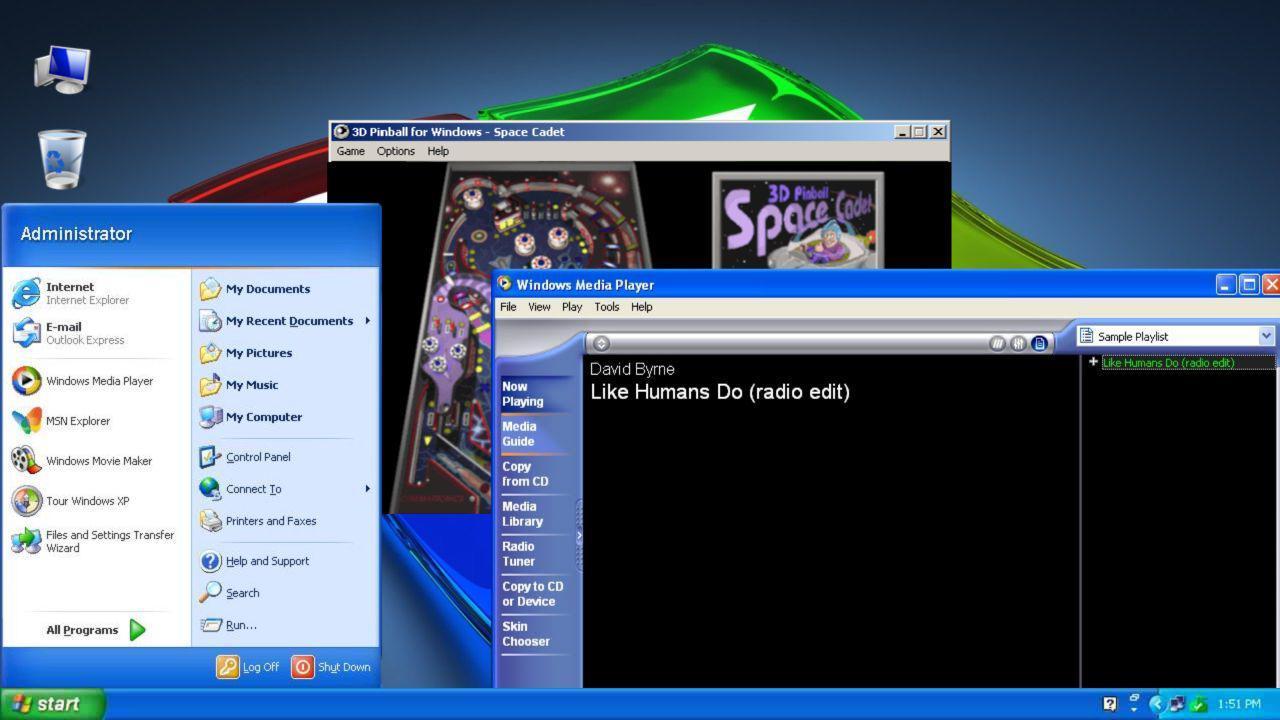 3D Pinball for Windows - Space Cadet
Game Options Help
3D Pinball
Space Cadet
Administrator
Internet
Internet Explorer
E-mail
Outlook Express
Windows Media Player
MSN Explorer
Windows Movie Maker
Tour Windows XP
Files and Settings Transfer
Wizard
All Programs
My Documents
My Recent Documents
My Pictures
My Music
My Computer
Control Panel
Connect To
Printers and Faxes
Help and Support
Search
Run...
Log Off
Shut Down
Windows Media Player
File View Play Tools Help
Sample Playlist
Like Humans Do (radio edit)
David Byrne
Like Humans Do (radio edit)
Now
Playing
Media
Guide
Copy
from CD
Media
Library
Radio
Tuner
Copy to CD
or Device
Skin
Chooser
start
1:51 PM